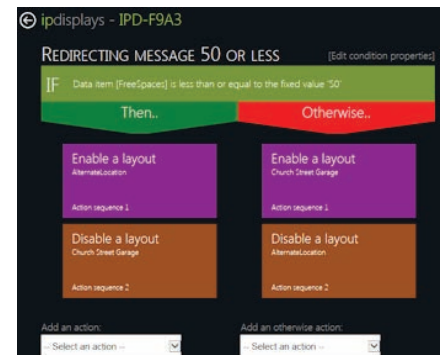 ipdisplays - IPD-F9A3
REDIRECTING MESSAGE 50 OR LESS
[Edit condition properties]
IF Data item [FreeSpaces] is less than or equal to the fixed value '50'
Then..
Otherwise..
Enable a layout
AlternateLocation
Action sequence 1
Enable a layout
Church Street Garage
Action sequence 1
Disable a layout
Church Street Garage
Action sequence 2
Disable a layout
AlternateLocation
Action sequence 2
Add an action:
-- Select an action --
Add an otherwise action:
-- Select an action --